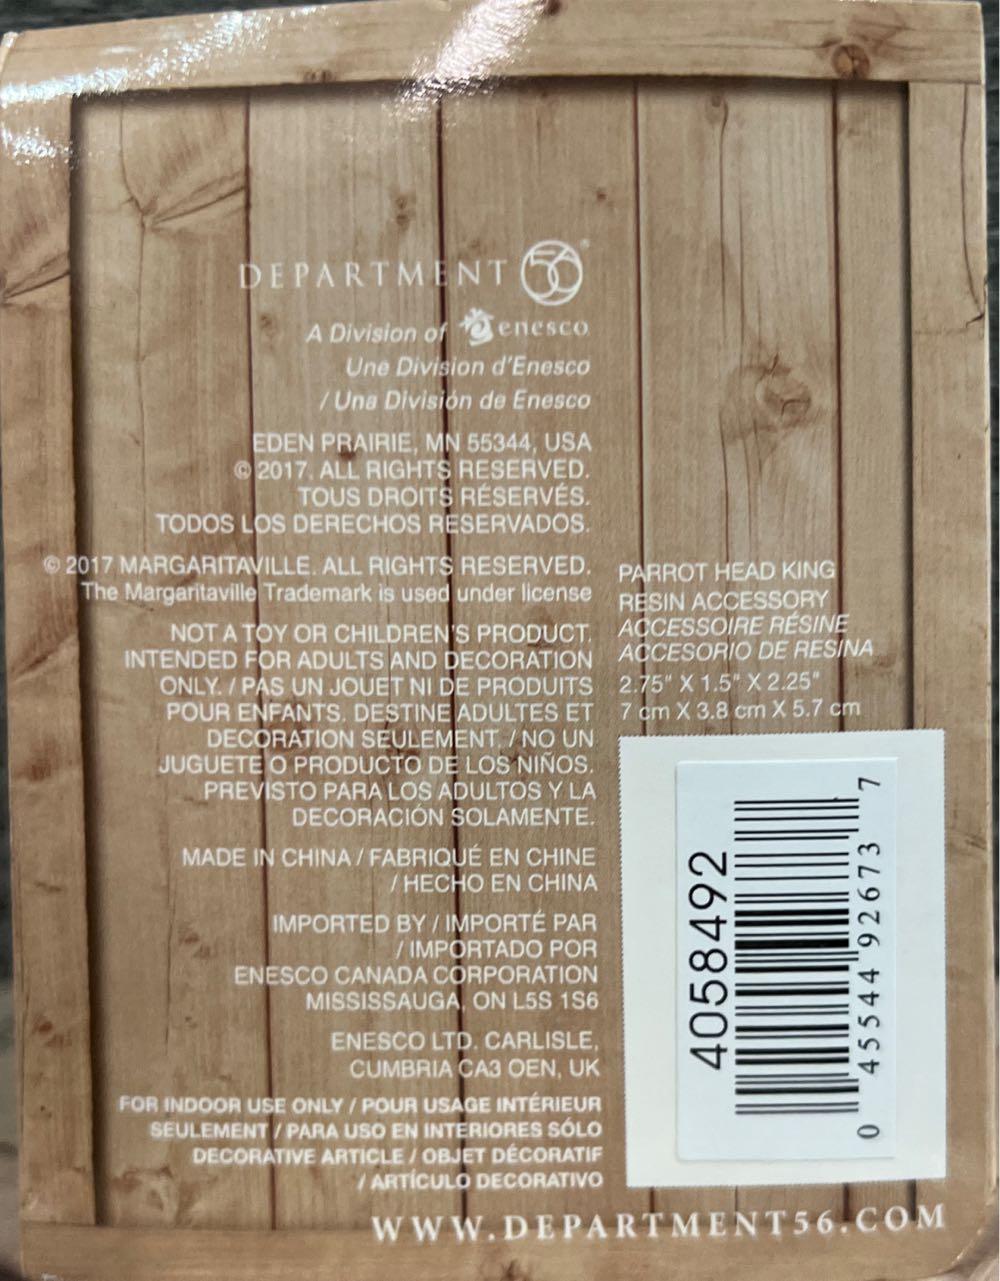 DEPARTMENT 56®
A Division of enesco
Une Division d'Enesco
/ Una División de Enesco
EDEN PRAIRIE, MN 55344, USA
© 2017. ALL RIGHTS RESERVED.
TOUS DROITS RÉSERVÉS.
TODOS LOS DERECHOS RESERVADOS.
© 2017 MARGARITAVILLE. ALL RIGHTS RESERVED.
The Margaritaville Trademark is used under license
NOT A TOY OR CHILDREN'S PRODUCT.
INTENDED FOR ADULTS AND DECORATION
ONLY. / PAS UN JOUET NI DE PRODUITS
POUR ENFANTS. DESTINE ADULTES ET
DECORATION SEULEMENT. / NO UN
JUGUETE O PRODUCTO DE LOS NIÑOS.
PREVISTO PARA LOS ADULTOS Y LA
DECORACIÓN SOLAMENTE.
MADE IN CHINA / FABRIQUÉ EN CHINE
/ HECHO EN CHINA
IMPORTED BY / IMPORTÉ PAR
/ IMPORTADO POR
ENESCO CANADA CORPORATION
MISSISSAUGA, ON L5S 1S6
ENESCO LTD. CARLISLE,
CUMBRIA CA3 OEN, UK
FOR INDOOR USE ONLY / POUR USAGE INTÉRIEUR
SEULEMENT / PARA USO EN INTERIORES SÓLO
DECORATIVE ARTICLE / OBJET DÉCORATIF
/ ARTÍCULO DECORATIVO
PARROT HEAD KING
RESIN ACCESSORY
ACCESSOIRE RÉSINE
ACCESORIO DE RESINA
2.75" X 1.5" X 2.25"
7 cm X 3.8 cm X 5.7 cm
4058492
0 45544 92673 7
WWW.DEPARTMENT56.COM